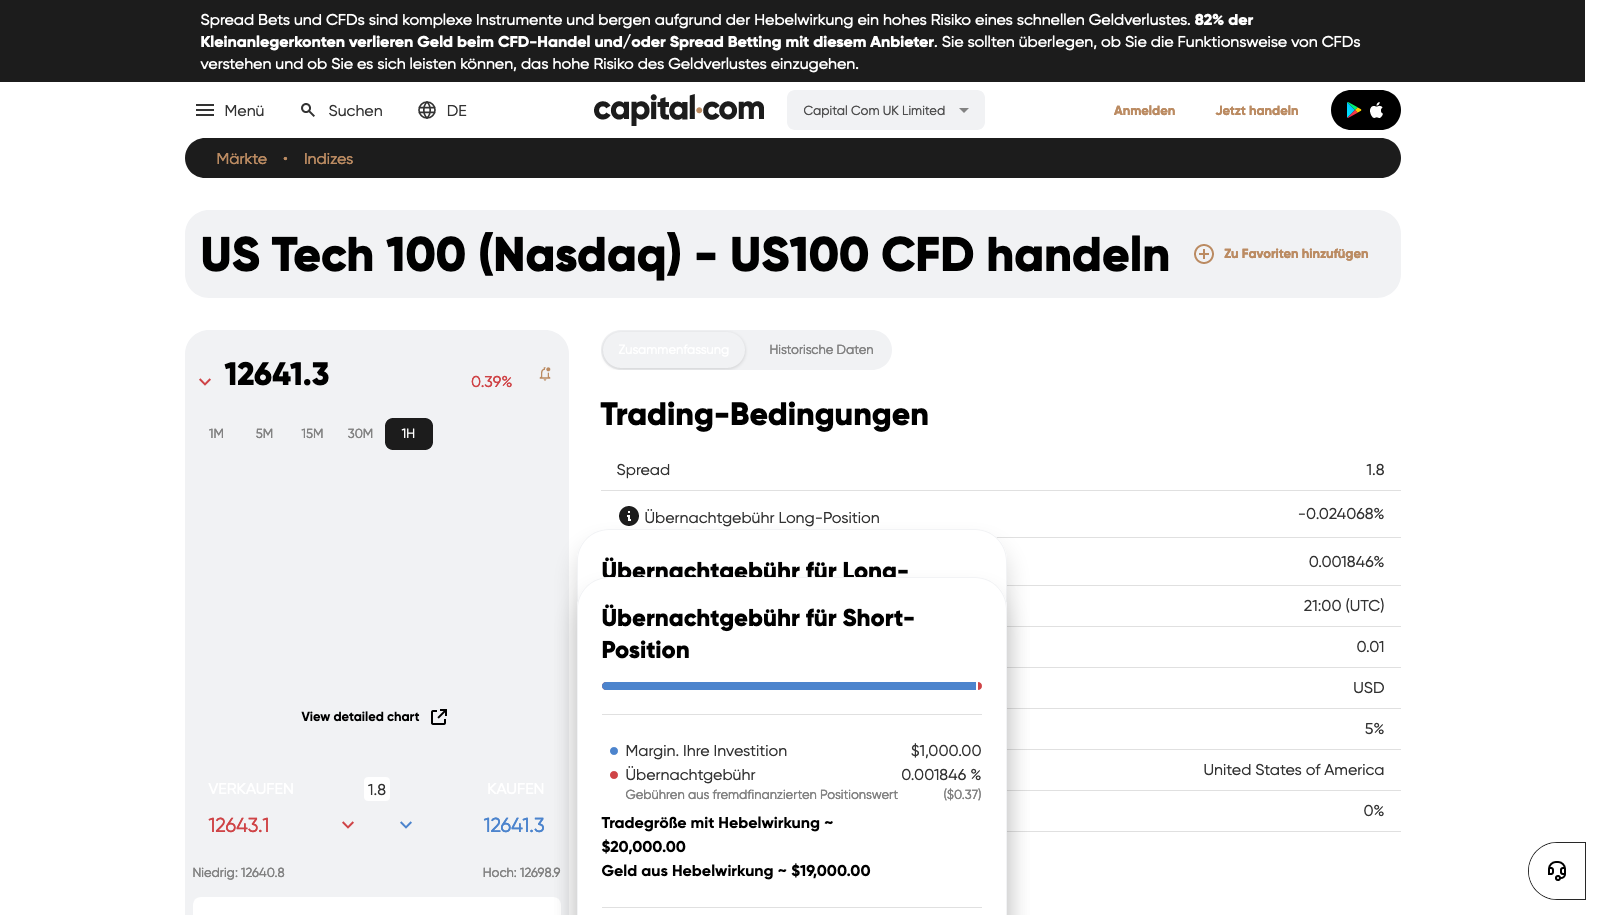 Spread Bets und CFDs sind komplexe Instrumente und bergen aufgrund der Hebelwirkung ein hohes Risiko eines schnellen Geldverlustes. 82% der
Kleinanlegerkonten verlieren Geld beim CFD-Handel und/oder Spread Betting mit diesem Anbieter. Sie sollten überlegen, ob Sie die Funktionsweise von CFDs
verstehen und ob Sie es sich leisten können, das hohe Risiko des Geldverlustes einzugehen.
Menü Suchen DE capital.com Capital Com UK Limited Anmelden Jetzt handeln
Märkte • Indizes
US Tech 100 (Nasdaq) - US100 CFD handeln Zu Favoriten hinzufügen
12641.3 0.39%
1M 5M 15M 30M 1H
View detailed chart
VERKAUFEN 1.8 KAUFEN
12643.1 12641.3
Niedrig: 12640.8 Hoch: 12698.9
Zusammenfassung Historische Daten
Trading-Bedingungen
Spread 1.8
Übernachtgebühr Long-Position -0.024068%
0.001846%
21:00 (UTC)
0.01
USD
5%
United States of America
0%
Übernachtgebühr für Long-
Übernachtgebühr für Short-
Position
Margin. Ihre Investition $1,000.00
Übernachtgebühr 0.001846 %
Gebühren aus fremdfinanzierten Positionswert ($0.37)
Tradegröße mit Hebelwirkung ~
$20,000.00
Geld aus Hebelwirkung ~ $19,000.00